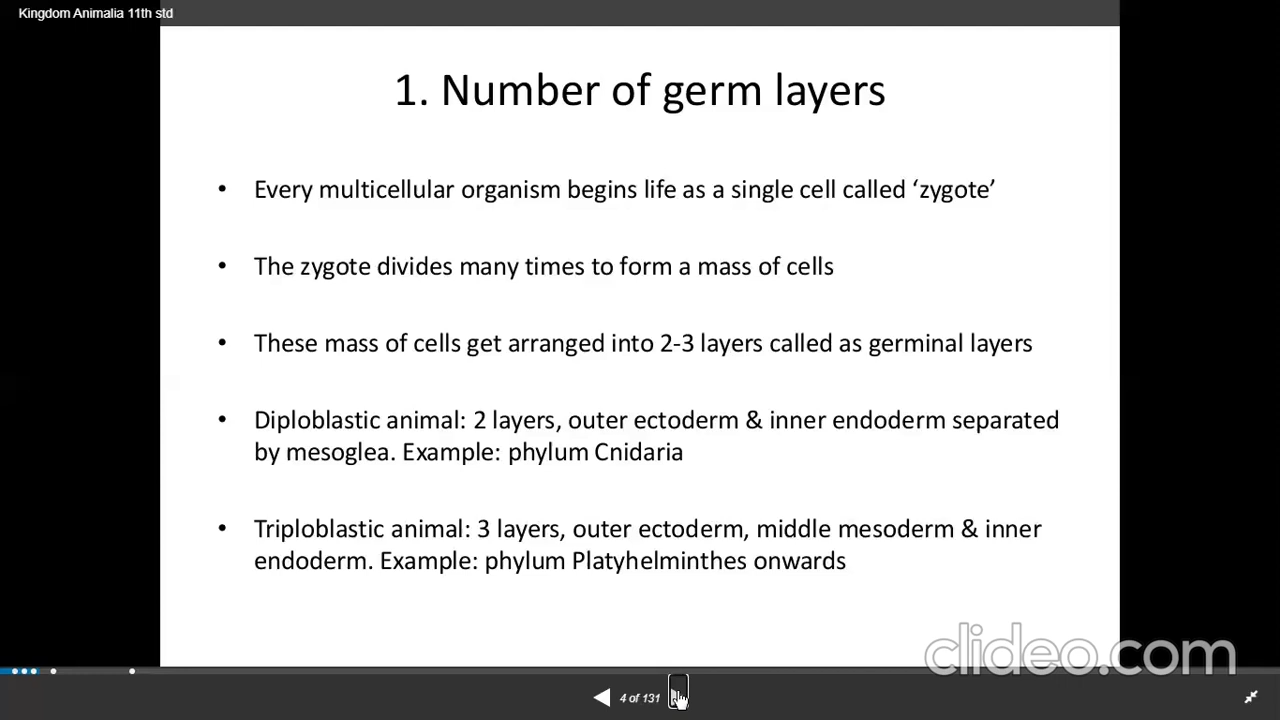 Kingdom Animalia 11th std
1. Number of germ layers
• Every multicellular organism begins life as a single cell called ‘zygote’
• The zygote divides many times to form a mass of cells
• These mass of cells get arranged into 2-3 layers called as germinal layers
• Diploblastic animal: 2 layers, outer ectoderm & inner endoderm separated
by mesoglea. Example: phylum Cnidaria
• Triploblastic animal: 3 layers, outer ectoderm, middle mesoderm & inner
endoderm. Example: phylum Platyhelminthes onwards
clideo.com
4 of 131